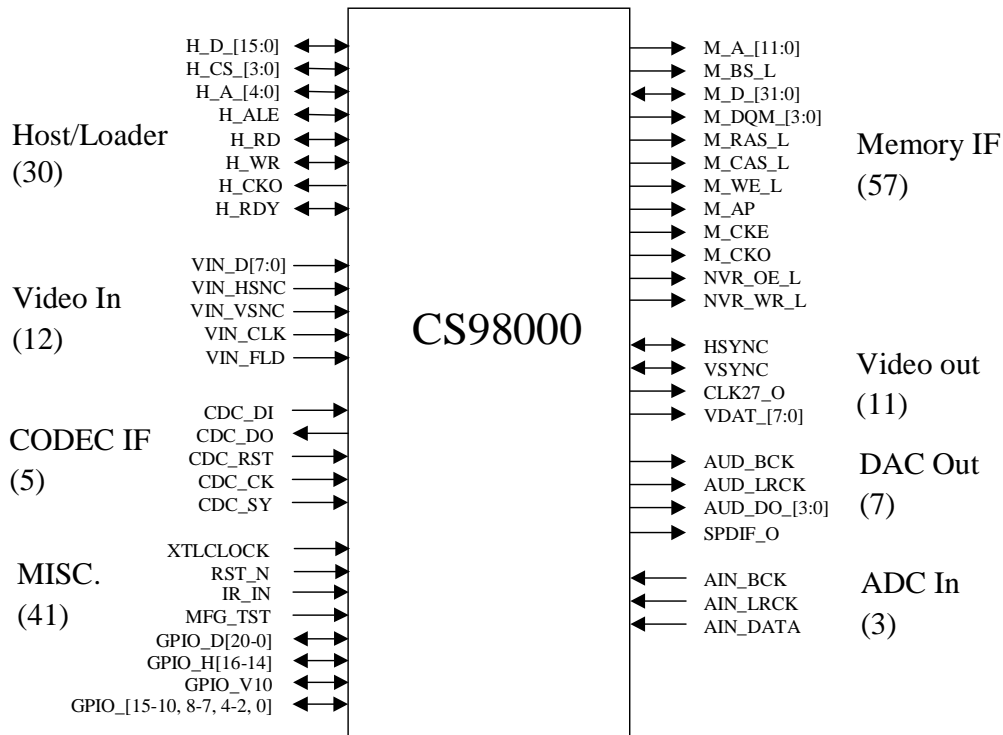 H_D_[15:0]
H_CS_[3:0]
H_A_[4:0]
H_ALE
H_RD
H_WR
H_CKO
H_RDY
Host/Loader
(30)
VIN_D[7:0]
VIN_HSNC
VIN_VSNC
VIN_CLK
VIN_FLD
Video In
(12)
CDC_DI
CDC_DO
CDC_RST
CDC_CK
CDC_SY
CODEC IF
(5)
XTLCLOCK
RST_N
IR_IN
MFG_TST
GPIO_D[20-0]
GPIO_H[16-14]
GPIO_V10
GPIO_[15-10, 8-7, 4-2, 0]
MISC.
(41)
CS98000
M_A_[11:0]
M_BS_L
M_D_[31:0]
M_DQM_[3:0]
M_RAS_L
M_CAS_L
M_WE_L
M_AP
M_CKE
M_CKO
NVR_OE_L
NVR_WR_L
Memory IF
(57)
HSYNC
VSYNC
CLK27_O
VDAT_[7:0]
Video out
(11)
AUD_BCK
AUD_LRCK
AUD_DO_[3:0]
SPDIF_O
DAC Out
(7)
AIN_BCK
AIN_LRCK
AIN_DATA
ADC In
(3)